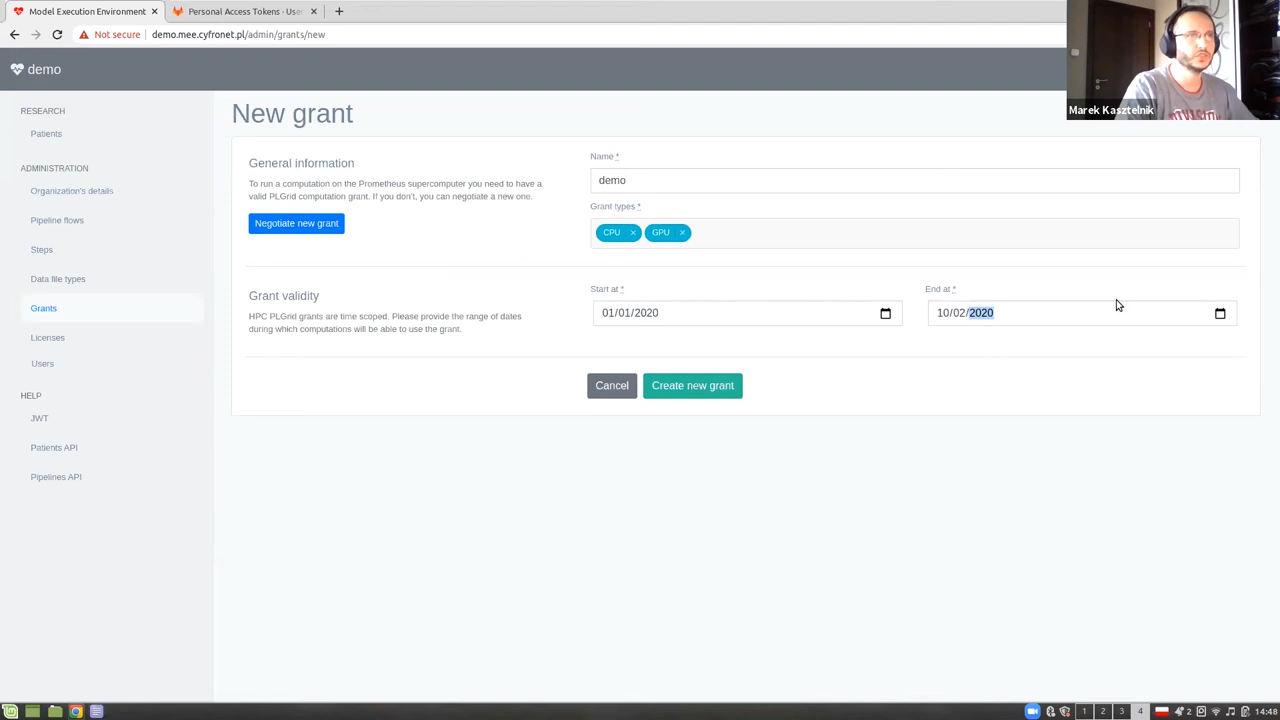 Model Execution Environment
Personal Access Tokens · Use
Not secure
demo.mee.cyfronet.pl/admin/grants/new
demo
Marek Kasztelnik
RESEARCH
Patients
ADMINISTRATION
Organization's details
Pipeline flows
Steps
Data file types
Grants
Licenses
Users
HELP
JWT
Patients API
Pipelines API
New grant
General information
To run a computation on the Prometheus supercomputer you need to have a
valid PLGrid computation grant. If you don't, you can negotiate a new one.
Negotiate new grant
Name *
demo
Grant types *
CPU × GPU ×
Grant validity
HPC PLGrid grants are time scoped. Please provide the range of dates
during which computations will be able to use the grant.
Start at *
01/01/2020
End at *
10/02/2020
Cancel
Create new grant
1 2 3 4
2
14:48